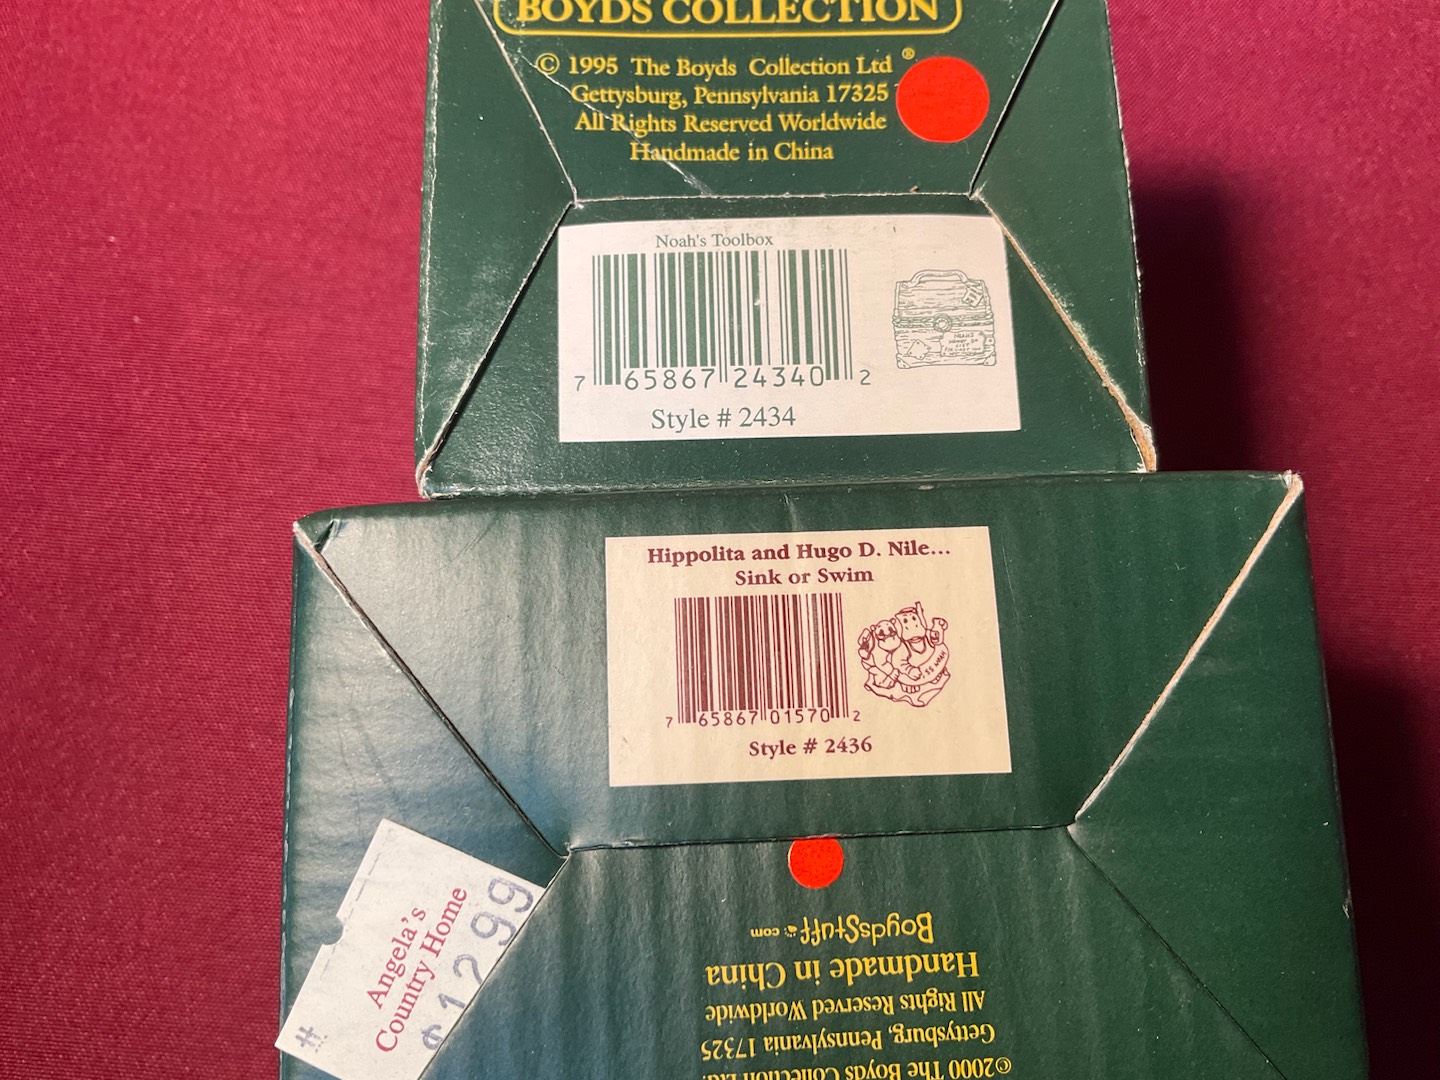 BOYDS COLLECTION
© 1995 The Boyds Collection Ltd ®
Gettysburg, Pennsylvania 17325
All Rights Reserved Worldwide
Handmade in China
Noah's Toolbox
7 65867 24340 2
Style # 2434
Hippolita and Hugo D. Nile...
Sink or Swim
SS NOAH
7 65867 01570 2
Style # 2436
Angela's
Country Home
# $1299
BoydsStuff.com
Handmade in China
All Rights Reserved Worldwide
Gettysburg, Pennsylvania 17325
©2000 The Boyds Collection Ltd.